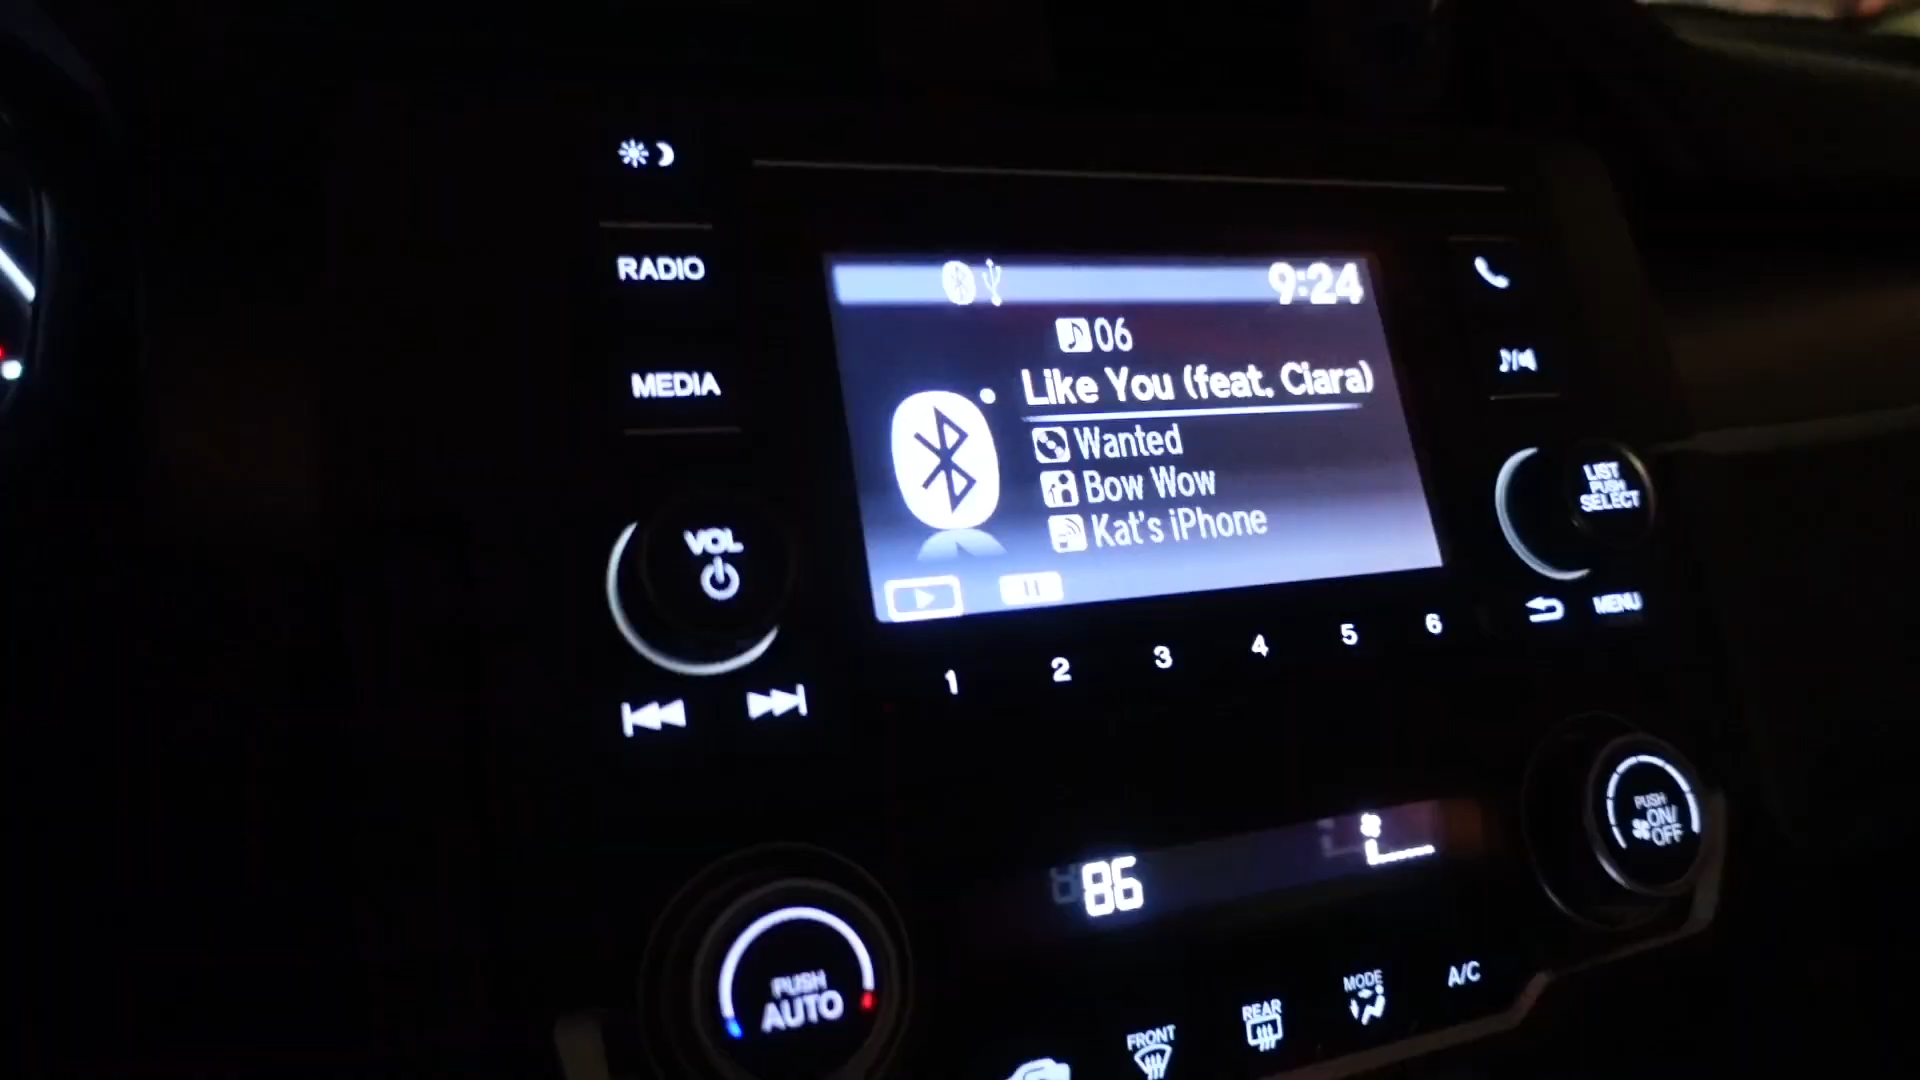 RADIO
MEDIA
VOL
9:24
06
Like You (feat. Ciara)
Wanted
Bow Wow
Kat's iPhone
LIST
PUSH
SELECT
MENU
1 2 3 4 5 6
86
PUSH
AUTO
PUSH
ON/
OFF
FRONT
REAR
MODE
A/C